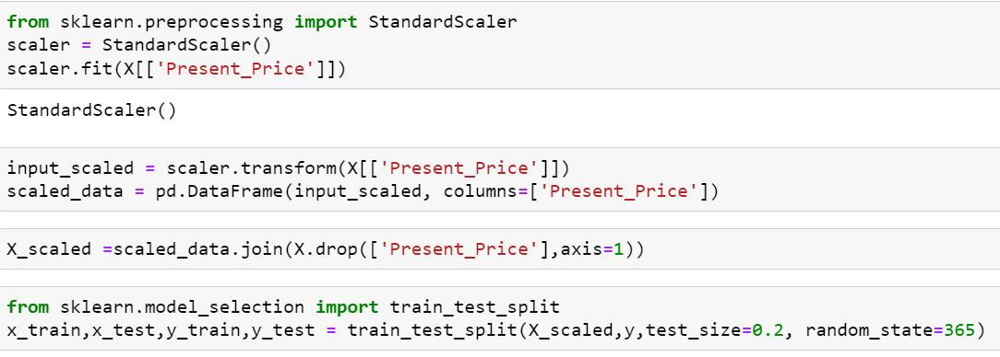 from sklearn.preprocessing import StandardScaler
scaler = StandardScaler()
scaler.fit(X[['Present_Price']])
StandardScaler()
input_scaled = scaler.transform(X[['Present_Price']])
scaled_data = pd.DataFrame(input_scaled, columns=['Present_Price'])
X_scaled =scaled_data.join(X.drop(['Present_Price'],axis=1))
from sklearn.model_selection import train_test_split
x_train,x_test,y_train,y_test = train_test_split(X_scaled,y,test_size=0.2, random_state=365)